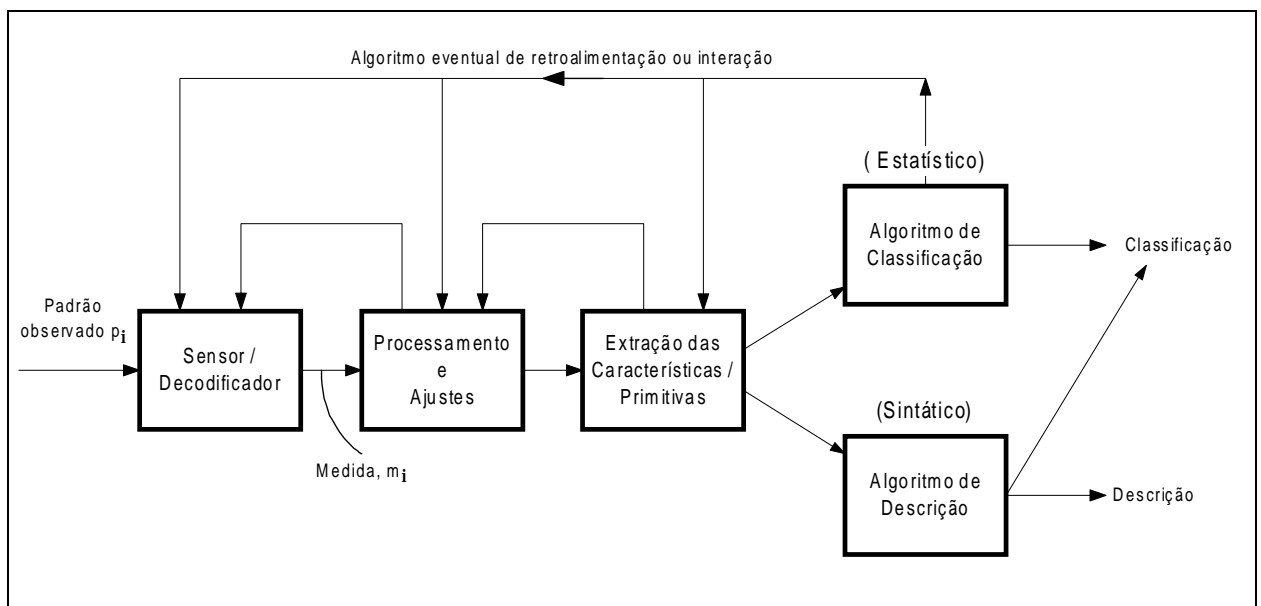 Algoritmo eventual de retroalimentação ou interação
( Estatístico)
Algoritmo de
Classificação
Classificação
Padrão
observado pi
Sensor /
Decodificador
Processamento
e
Ajustes
Extração das
Características /
Primitivas
Medida, mi
(Sintático)
Algoritmo de
Descrição
Descrição